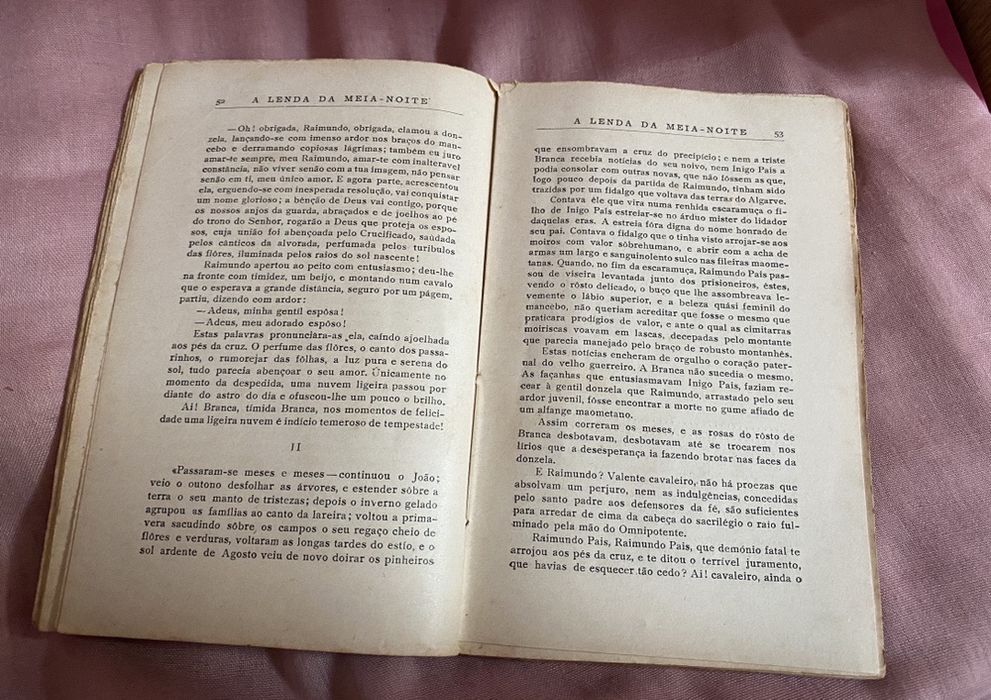 52 A LENDA DA MEIA-NOITE
—Oh! obrigada, Raimundo, obrigada, clamou a don-
zela, lançando-se com imenso ardor nos braços do man-
cebo e derramando copiosas lágrimas; também eu juro
amar-te sempre, meu Raimundo, amar-te com inalterável
constância, não viver senão com a tua imagem, não pensar
senão em ti, meu único amor. E agora parte, acrescentou
ela, erguendo-se com inesperada resolução, vai conquistar
um nome glorioso; a bênção de Deus vai contigo, porque
os nossos anjos da guarda, abraçados e de joelhos ao pé
do trono do Senhor, rogarão a Deus que proteja os espo-
sos, cuja união foi abençoada pelo Crucificado, saudada
pelos cânticos da alvorada, perfumada pelos turíbulos
das flôres, iluminada pelos raios do sol nascente!
Raimundo apertou ao peito com entusiasmo; deu-lhe
na fronte com timidez, um beijo, e montando num cavalo
que o esperava a grande distância, seguro por um págem,
partiu, dizendo com ardor:
—Adeus, minha gentil espôsa!
—Adeus, meu adorado espôso!
Estas palavras pronunciara-as ela, caíndo ajoelhada
aos pés da cruz. O perfume das flôres, o canto dos passa-
rinhos, o rumorejar das fôlhas, a luz pura e serena do
sol, tudo parecia abençoar o seu amor. Únicamente no
momento da despedida, uma nuvem ligeira passou por
diante do astro do dia e ofuscou-lhe um pouco o brilho.
Ai! Branca, tímida Branca, nos momentos de felici-
dade uma ligeira nuvem é indício temeroso de tempestade!
II
«Passaram-se meses e meses—continuou o João;
veio o outono desfolhar as árvores, e estender sôbre a
terra o seu manto de tristezas; depois o inverno gelado
agrupou as famílias ao canto da lareira; voltou a prima-
vera sacudindo sôbre os campos o seu regaço cheio de
flôres e verduras, voltaram as longas tardes do estío, e o
sol ardente de Agosto veiu de novo doirar os pinheiros
A LENDA DA MEIA-NOITE 53
que ensombravam a cruz do precipício; e nem a triste
Branca recebia notícias do seu noivo, nem Inigo Pais a
podia consolar com outras novas, que não fôssem as que,
logo pouco depois da partida de Raimundo, tinham sido
trazidas por um fidalgo que voltava das terras do Algarve.
Contava êle que vira numa renhida escaramuça o fi-
lho de Inigo Pais estreiar-se no árduo mister do lidador
daquelas eras. A estreia fôra digna do nome honrado de
seu pai. Contava o fidalgo que o tinha visto arrojar-se aos
moiros com valor sôbrehumano, e abrir com a acha de
armas um largo e sanguinolento sulco nas fileiras maome-
tanas. Quando, no fim da escaramuça, Raimundo Pais pas-
sou de viseira levantada junto dos prisioneiros, êstes,
vendo o rôsto delicado, o buço que lhe assombreava le-
vemente o lábio superior, e a beleza quási feminil do
mancebo, não queriam acreditar que fôsse o mesmo que
praticara prodígios de valor, e ante o qual as cimitarras
moiriscas voavam em lascas, decepadas pelo montante
que parecia manejado pelo braço de robusto montanhês.
Estas notícias encheram de orgulho o coração pater-
nal do velho guerreiro. A Branca não sucedia o mesmo.
As façanhas que entusiasmavam Inigo Pais, faziam re-
cear à gentil donzela que Raimundo, arrastado pelo seu
ardor juvenil, fôsse encontrar a morte no gume afiado de
um alfange maometano.
Assim correram os meses, e as rosas do rôsto de
Branca desbotavam, desbotavam até se trocarem nos
lírios que a desesperança ia fazendo brotar nas faces da
donzela.
E Raimundo? Valente cavaleiro, não há proezas que
absolvam um perjuro, nem as indulgências, concedidas
pelo santo padre aos defensores da fé, são suficientes
para arredar de cima da cabeça do sacrilégio o raio ful-
minado pela mão do Omnipotente.
Raimundo Pais, Raimundo Pais, que demónio fatal te
arrojou aos pés da cruz, e te ditou o terrível juramento,
que havias de esquecer tão cedo? Ai! cavaleiro, ainda o